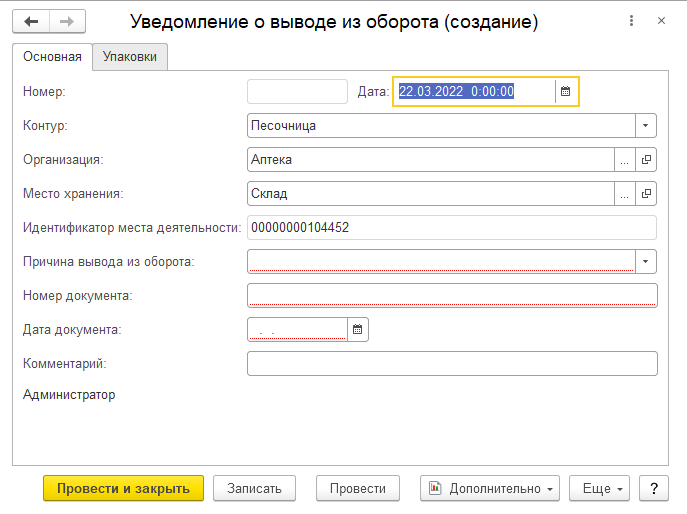 Уведомление о выводе из оборота (создание)
Основная Упаковки
Номер: Дата: 22.03.2022 0:00:00
Контур: Песочница
Организация: Аптека ...
Место хранения: Склад ...
Идентификатор места деятельности: 00000000104452
Причина вывода из оборота:
Номер документа:
Дата документа: . .
Комментарий:
Администратор
Провести и закрыть Записать Провести Дополнительно Еще ?